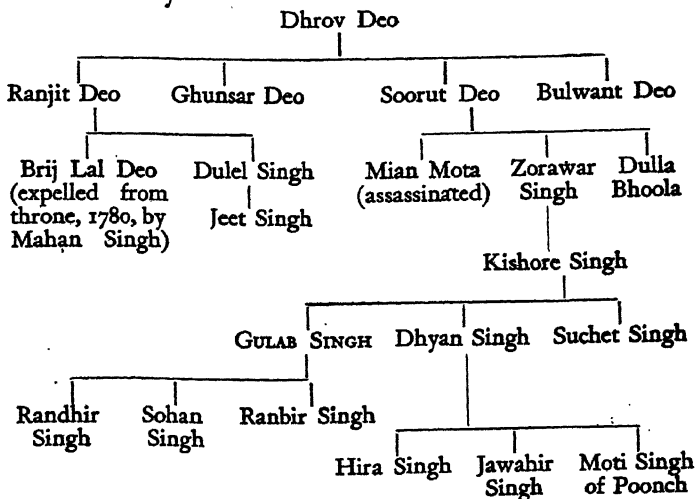 Dhrov Deo
Ranjit Deo Ghunsar Deo Soorut Deo Bulwant Deo
Brij Lal Deo
(expelled from
throne, 1780, by
Mahan Singh)
Dulel Singh
Jeet Singh
Mian Mota
(assassinated)
Zorawar
Singh
Dulla
Bhoola
Kishore Singh
GULAB SINGH Dhyan Singh Suchet Singh
Randhir
Singh
Sohan
Singh
Ranbir Singh
Hira Singh
Jawahir
Singh
Moti Singh
of Poonch